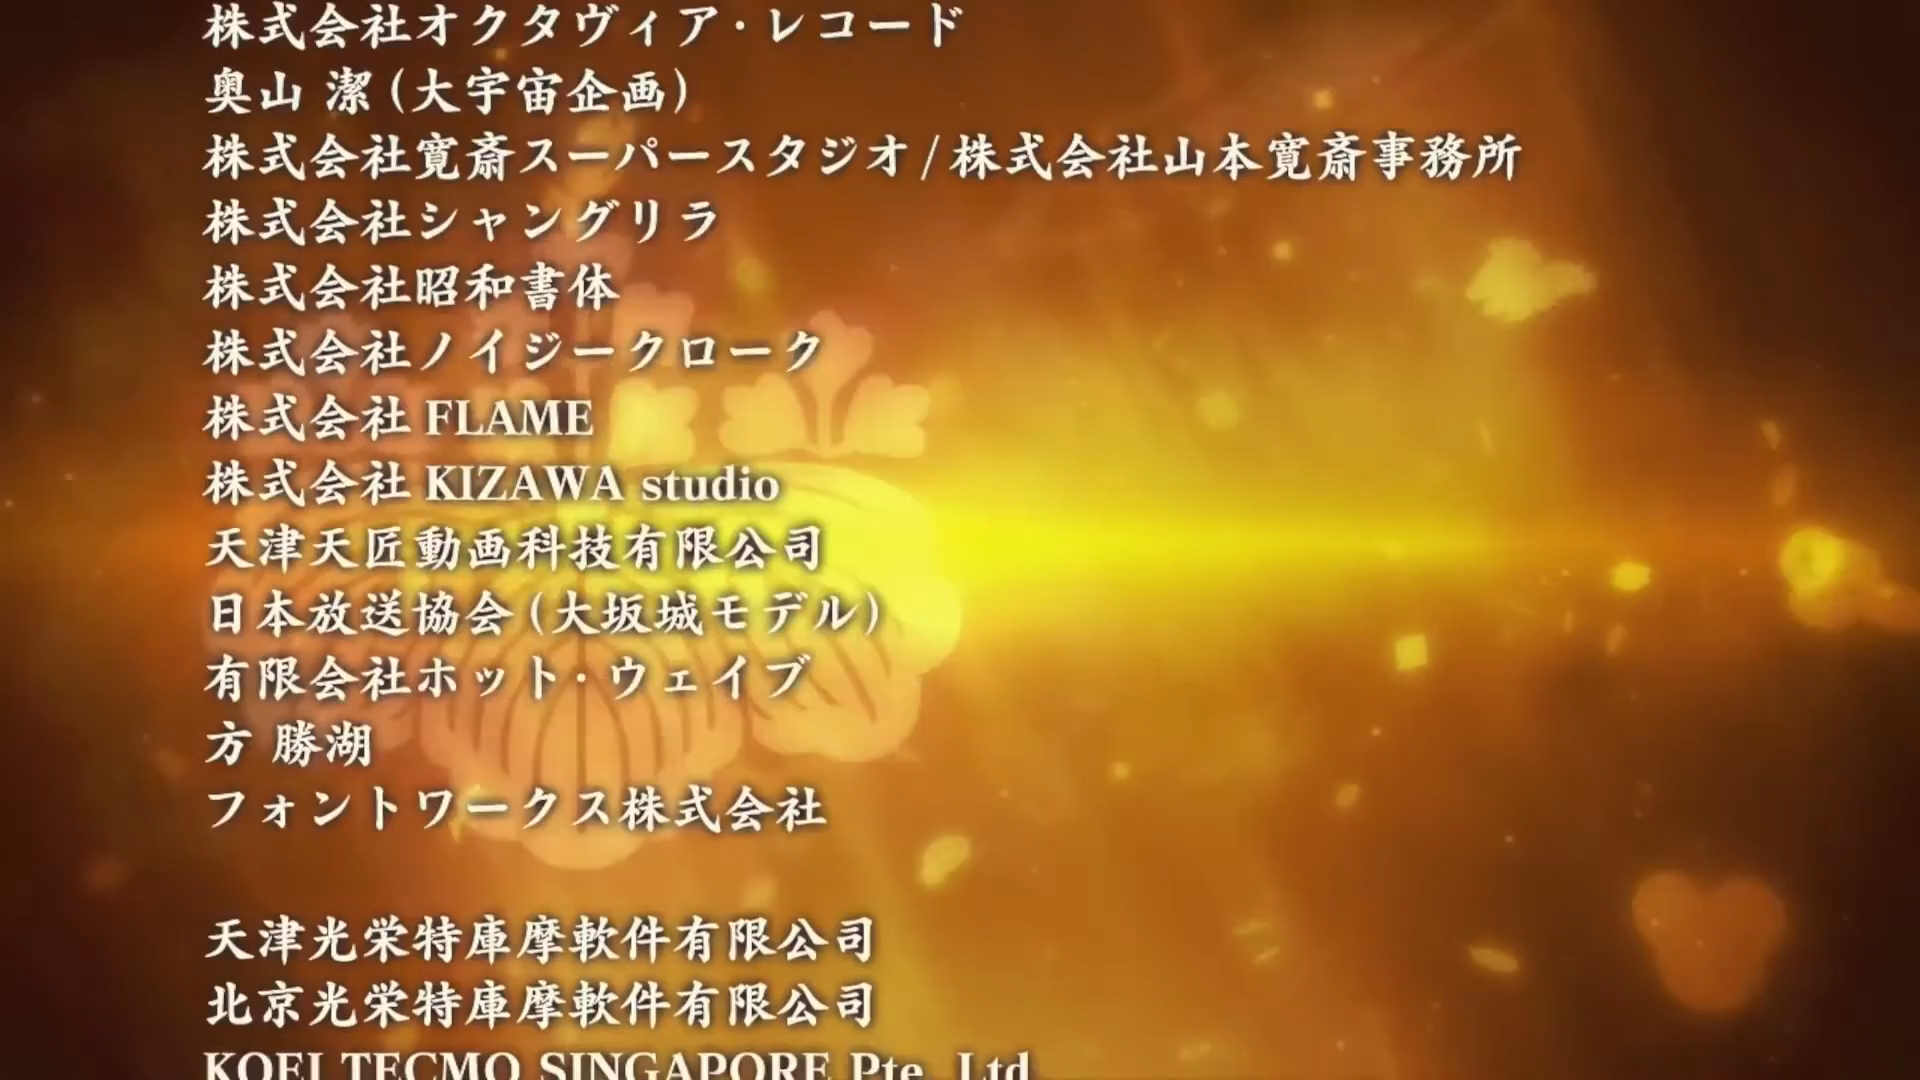 株式会社オクタヴィア・レコード
奥山 潔(大宇宙企画)
株式会社寛斎スーパースタジオ/株式会社山本寛斎事務所
株式会社シャングリラ
株式会社昭和書体
株式会社ノイジークローク
株式会社 FLAME
株式会社 KIZAWA studio
天津天匠動画科技有限公司
日本放送協会(大坂城モデル)
有限会社ホット・ウェイブ
方 勝湖
フォントワークス株式会社
天津光栄特庫摩軟件有限公司
北京光栄特庫摩軟件有限公司
KOEI TECMO SINGAPORE Pte. Ltd.